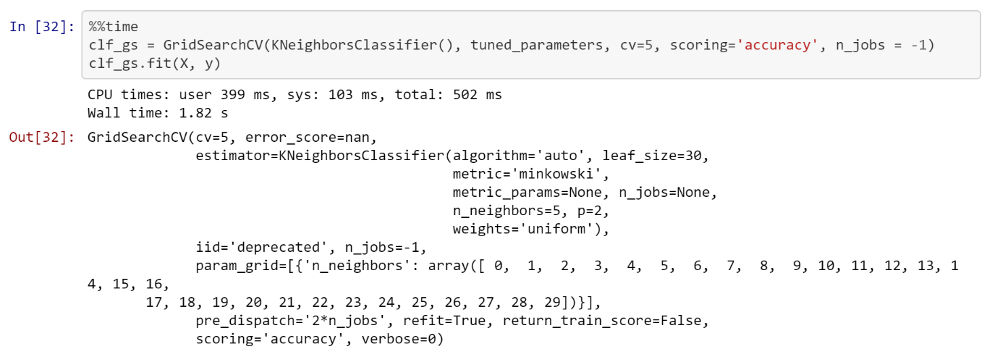 In [32]: %%time
clf_gs = GridSearchCV(KNeighborsClassifier(), tuned_parameters, cv=5, scoring='accuracy', n_jobs = -1)
clf_gs.fit(X, y)
CPU times: user 399 ms, sys: 103 ms, total: 502 ms
Wall time: 1.82 s
Out[32]: GridSearchCV(cv=5, error_score=nan,
estimator=KNeighborsClassifier(algorithm='auto', leaf_size=30,
metric='minkowski',
metric_params=None, n_jobs=None,
n_neighbors=5, p=2,
weights='uniform'),
iid='deprecated', n_jobs=-1,
param_grid=[{'n_neighbors': array([ 0,  1,  2,  3,  4,  5,  6,  7,  8,  9, 10, 11, 12, 13, 1
4, 15, 16,
17, 18, 19, 20, 21, 22, 23, 24, 25, 26, 27, 28, 29])}],
pre_dispatch='2*n_jobs', refit=True, return_train_score=False,
scoring='accuracy', verbose=0)